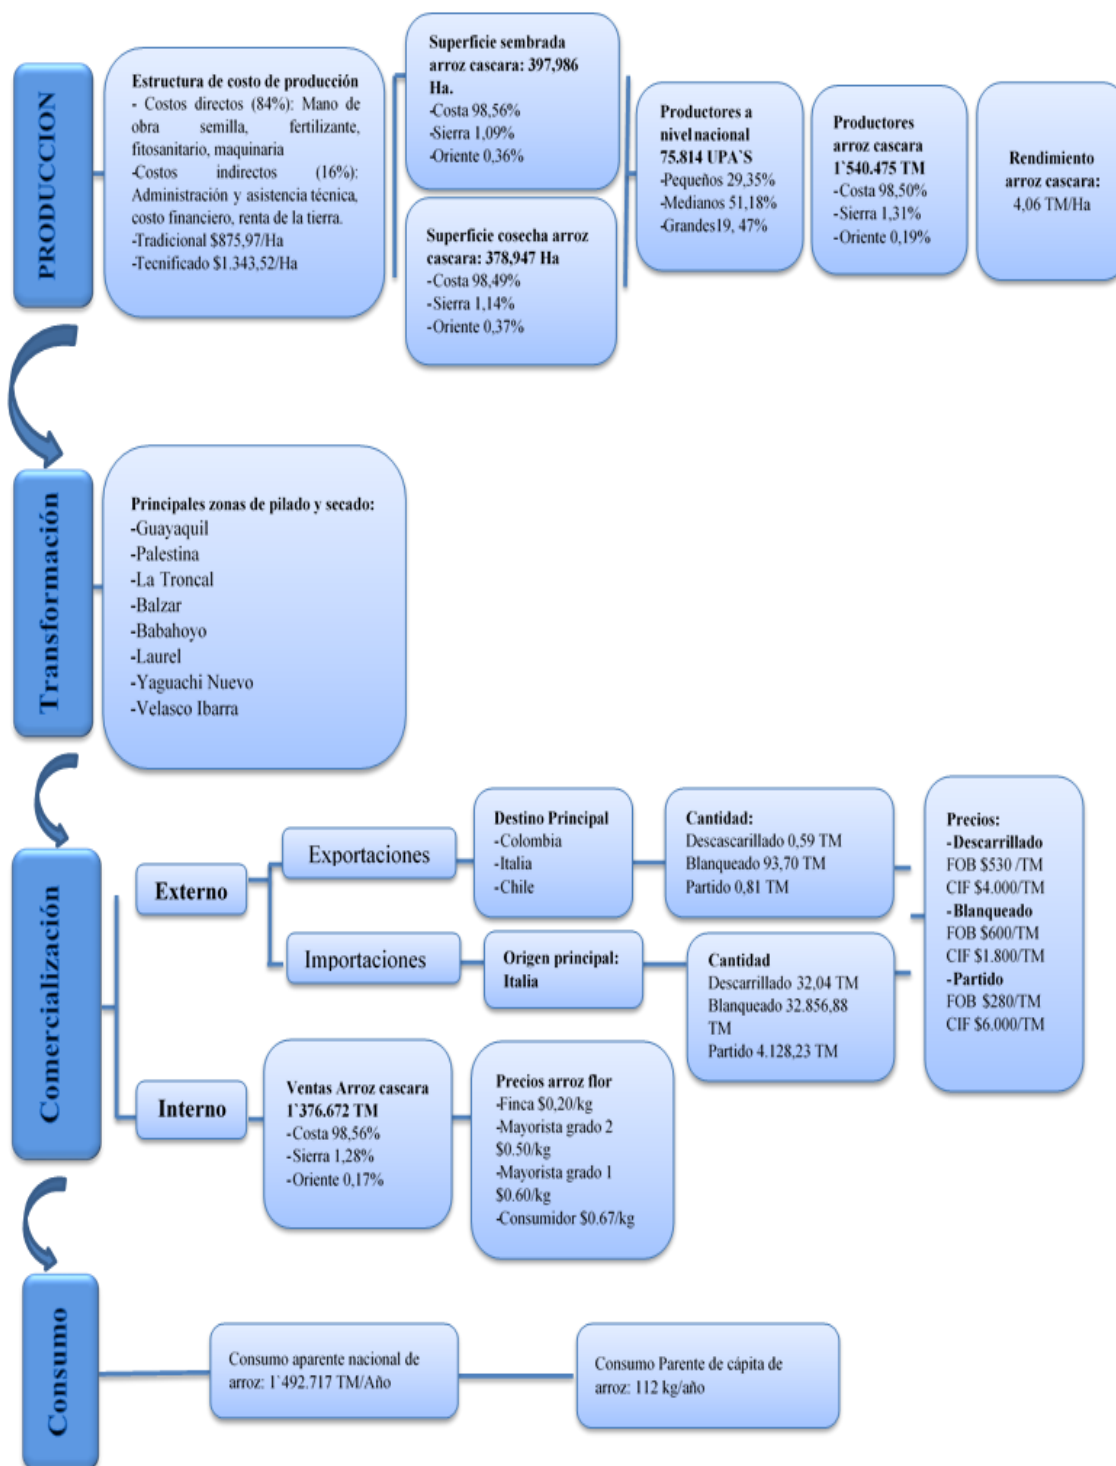 PRODUCCION
Estructura de costo de producción
- Costos directos (84%): Mano de
obra semilla, fertilizante,
fitosanitario, maquinaria
-Costos indirectos (16%):
Administración y asistencia técnica,
costo financiero, renta de la tierra.
-Tradicional $875,97/Ha
-Tecnificado $1.343,52/Ha
Superficie sembrada
arroz cascara: 397,986
Ha.
-Costa 98,56%
-Sierra 1,09%
-Oriente 0,36%
Superficie cosecha arroz
cascara: 378,947 Ha
-Costa 98,49%
-Sierra 1,14%
-Oriente 0,37%
Productores a
nivel nacional
75.814 UPA`S
-Pequeños 29,35%
-Medianos 51,18%
-Grandes19, 47%
Productores
arroz cascara
1`540.475 TM
-Costa 98,50%
-Sierra 1,31%
-Oriente 0,19%
Rendimiento
arroz cascara:
4,06 TM/Ha
Transformación
Principales zonas de pilado y secado:
-Guayaquil
-Palestina
-La Troncal
-Balzar
-Babahoyo
-Laurel
-Yaguachi Nuevo
-Velasco Ibarra
Comercialización
Externo
Exportaciones
Destino Principal
-Colombia
-Italia
-Chile
Cantidad:
Descascarillado 0,59 TM
Blanqueado 93,70 TM
Partido 0,81 TM
Importaciones
Origen principal:
Italia
Cantidad
Descarrillado 32,04 TM
Blanqueado 32.856,88
TM
Partido 4.128,23 TM
Precios:
-Descarrillado
FOB $530 /TM
CIF $4.000/TM
-Blanqueado
FOB $600/TM
CIF $1.800/TM
-Partido
FOB $280/TM
CIF $6.000/TM
Interno
Ventas Arroz cascara
1`376.672 TM
-Costa 98,56%
-Sierra 1,28%
-Oriente 0,17%
Precios arroz flor
-Finca $0,20/kg
-Mayorista grado 2
$0.50/kg
-Mayorista grado 1
$0.60/kg
-Consumidor $0.67/kg
Consumo
Consumo aparente nacional de
arroz: 1`492.717 TM/Año
Consumo Parente de cápita de
arroz: 112 kg/año